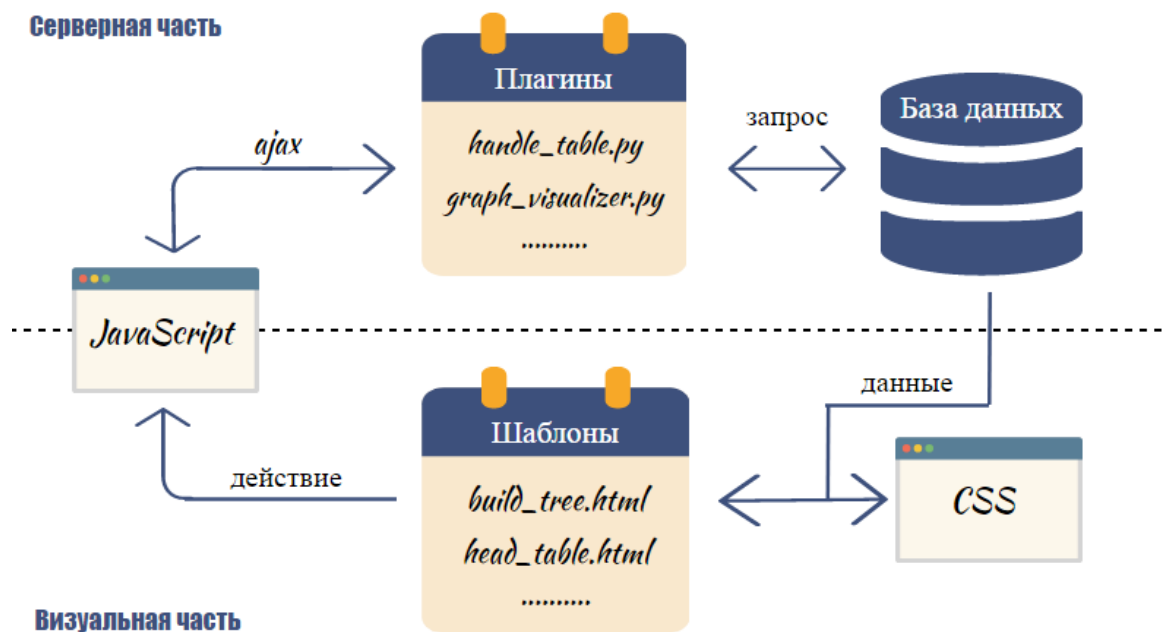 Серверная часть
Плагины
handle_table.py
graph_visualizer.py
..........
ajax
запрос
База данных
JavaScript
данные
Шаблоны
build_tree.html
head_table.html
..........
действие
CSS
Визуальная часть